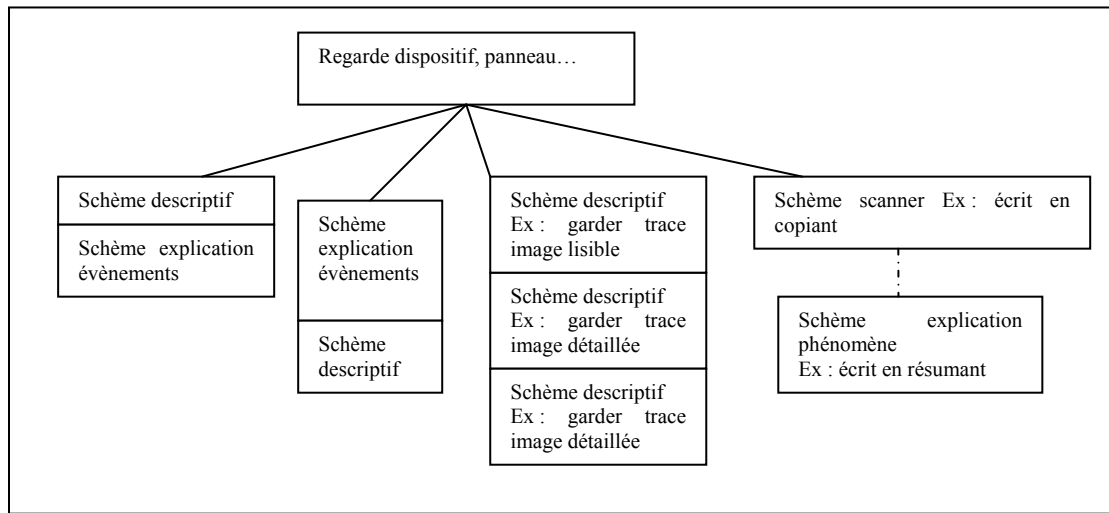 Regarde dispositif, panneau…
Schème descriptif
Schème explication
évènements
Schème
explication
évènements
Schème
descriptif
Schème descriptif
Ex : garder trace
image lisible
Schème descriptif
Ex : garder trace
image détaillée
Schème descriptif
Ex : garder trace
image détaillée
Schème scanner Ex : écrit en
copiant
Schème explication
phénomène
Ex : écrit en résumant